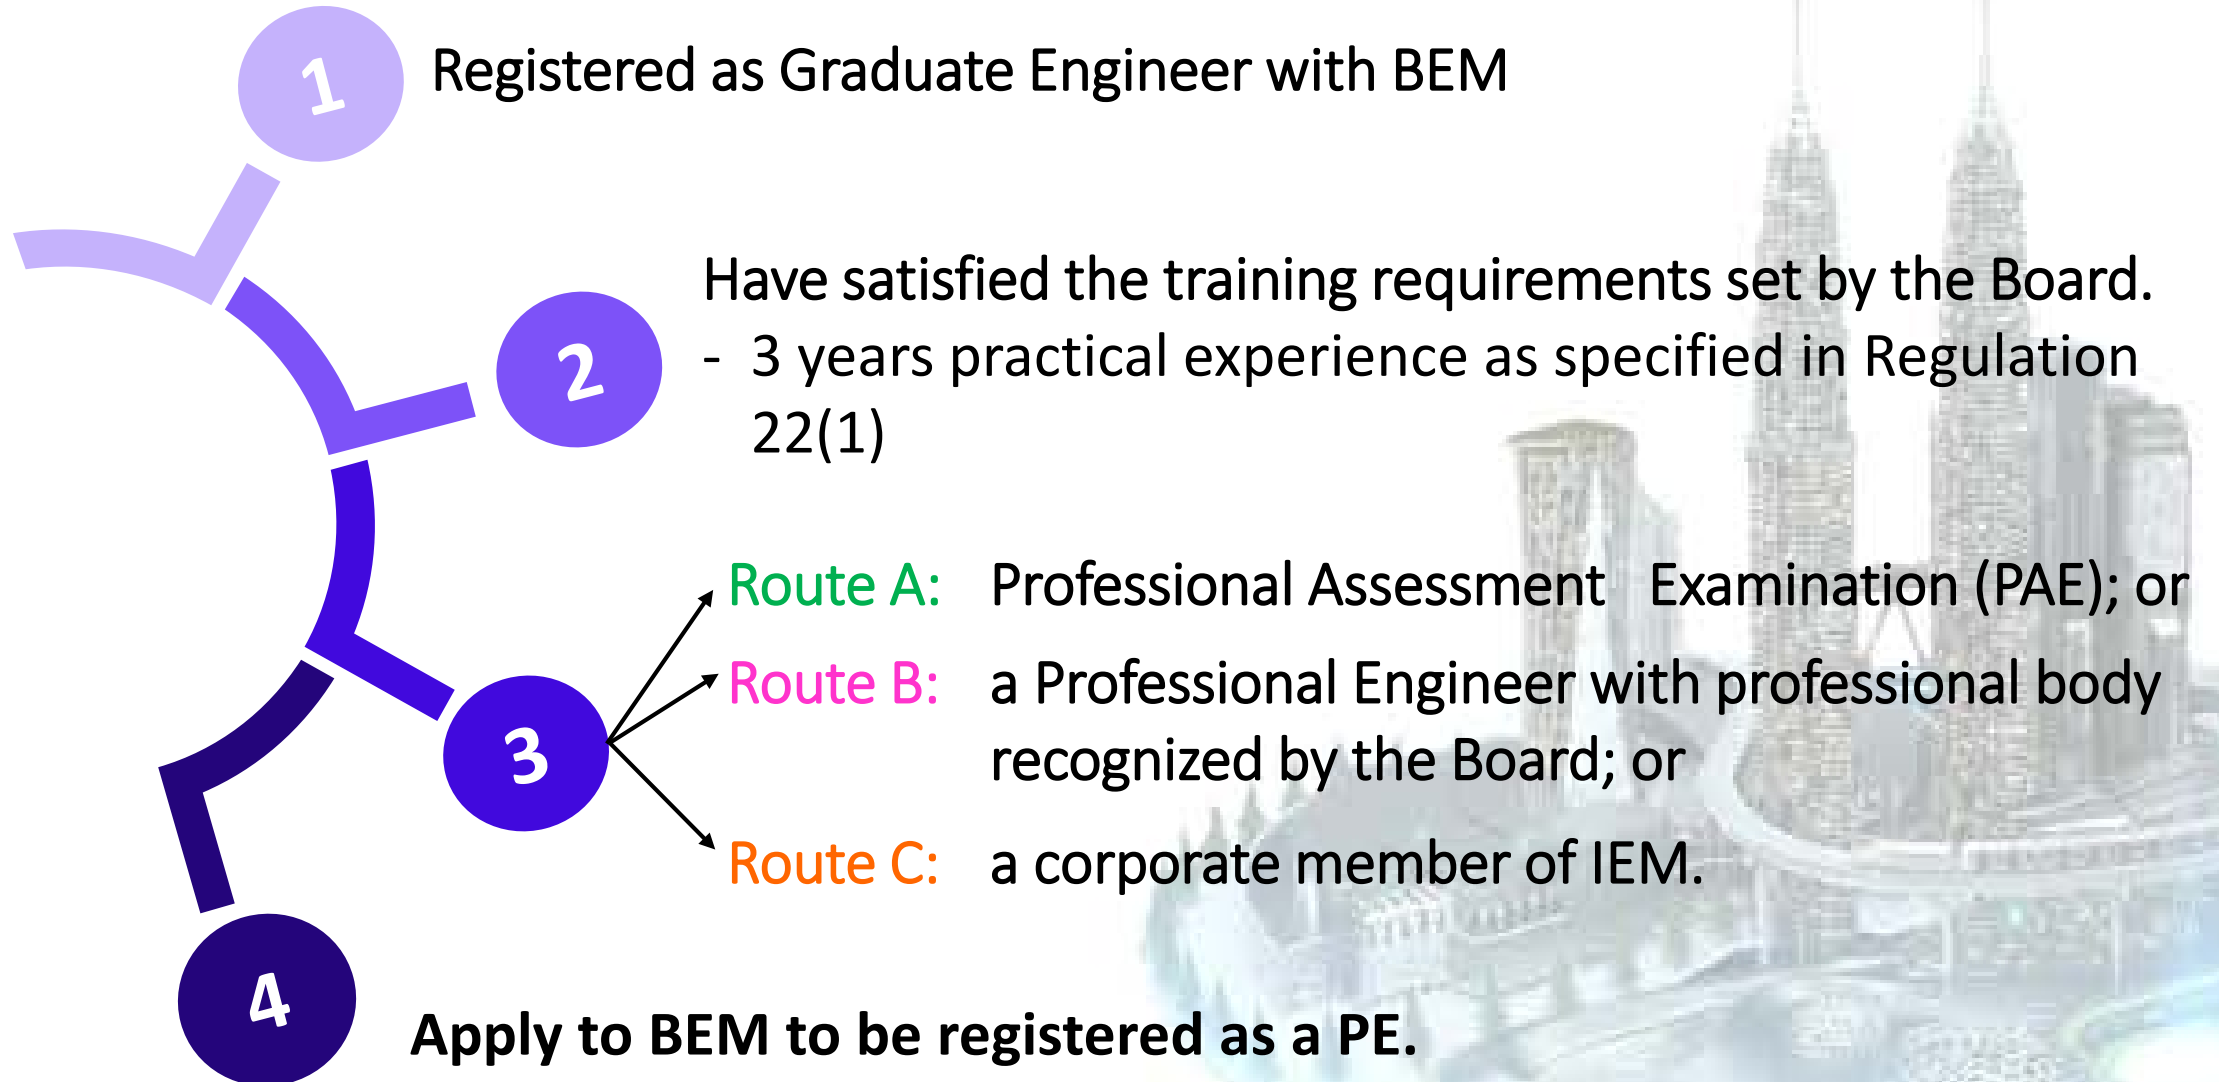 1
Registered as Graduate Engineer with BEM
2
Have satisfied the training requirements set by the Board.
- 3 years practical experience as specified in Regulation
22(1)
3
Route A: Professional Assessment Examination (PAE); or
Route B: a Professional Engineer with professional body
recognized by the Board; or
Route C: a corporate member of IEM.
4
Apply to BEM to be registered as a PE.